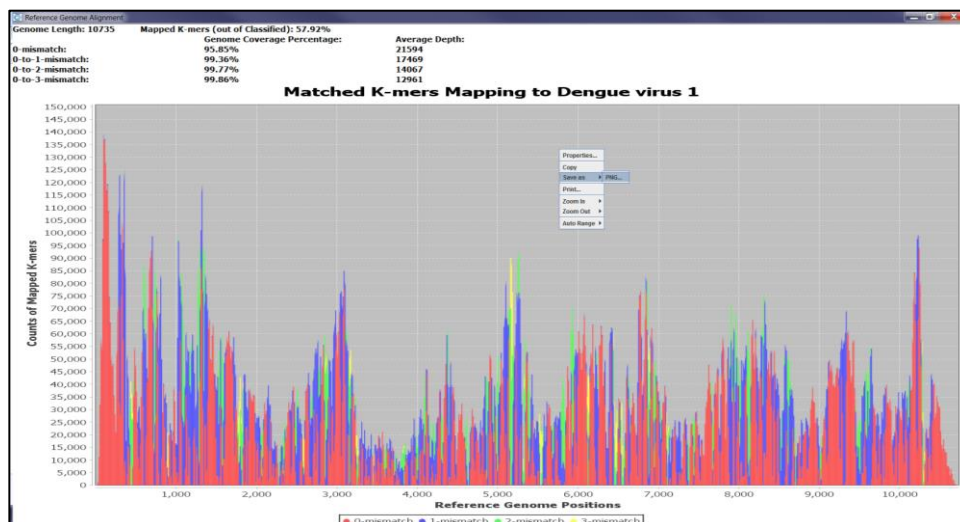 Reference Genome Alignment
Genome Length: 10735 Mapped K-mers (out of Classified): 57.92%
Genome Coverage Percentage: Average Depth:
0-mismatch: 95.85% 21594
0-to-1-mismatch: 99.36% 17469
0-to-2-mismatch: 99.77% 14067
0-to-3-mismatch: 99.86% 12961
Matched K-mers Mapping to Dengue virus 1
Counts of Mapped K-mers
150,000
145,000
140,000
135,000
130,000
125,000
120,000
115,000
110,000
105,000
100,000
95,000
90,000
85,000
80,000
75,000
70,000
65,000
60,000
55,000
50,000
45,000
40,000
35,000
30,000
25,000
20,000
15,000
10,000
5,000
0
Properties...
Copy
Save as PNG...
Print...
Zoom In
Zoom Out
Auto Range
1,000 2,000 3,000 4,000 5,000 6,000 7,000 8,000 9,000 10,000
Reference Genome Positions
0-mismatch 1-mismatch 2-mismatch 3-mismatch